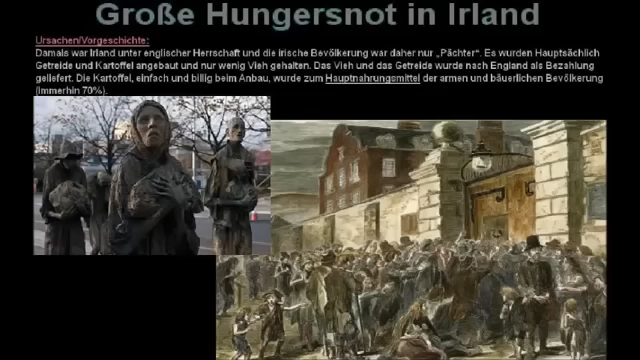 Große Hungersnot in Irland
Ursachen/Vorgeschichte:
Damals war Irland unter englischer Herrschaft und die irische Bevölkerung war daher nur „Pächter“. Es wurden Hauptsächlich
Getreide und Kartoffel angebaut und nur wenig Vieh gehalten. Das Vieh und das Getreide wurde nach England als Bezahlung
geliefert. Die Kartoffel, einfach und billig beim Anbau, wurde zum Hauptnahrungsmittel der armen und bäuerlichen Bevölkerung
(Immerhin 70%).